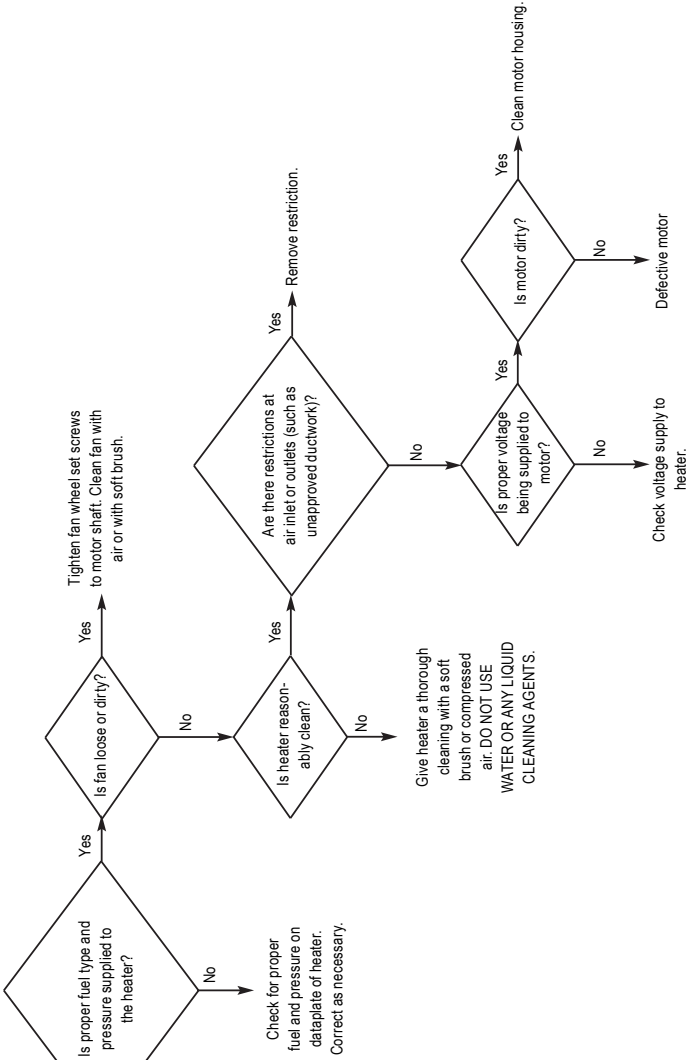 Is proper fuel type and
pressure supplied to
the heater?
Yes
No
Check for proper
fuel and pressure on
dataplate of heater.
Correct as necessary.
Is fan loose or dirty?
Yes
Tighten fan wheel set screws
to motor shaft. Clean fan with
air or with soft brush.
No
Is heater reason-
ably clean?
No
Give heater a thorough
cleaning with a soft
brush or compressed
air. DO NOT USE
WATER OR ANY LIQUID
CLEANING AGENTS.
Yes
Are there restrictions at
air inlet or outlets (such as
unapproved ductwork)?
Yes
Remove restriction.
No
Is proper voltage
being supplied to
motor?
No
Check voltage supply to
heater.
Yes
Is motor dirty?
Yes
Clean motor housing.
No
Defective motor